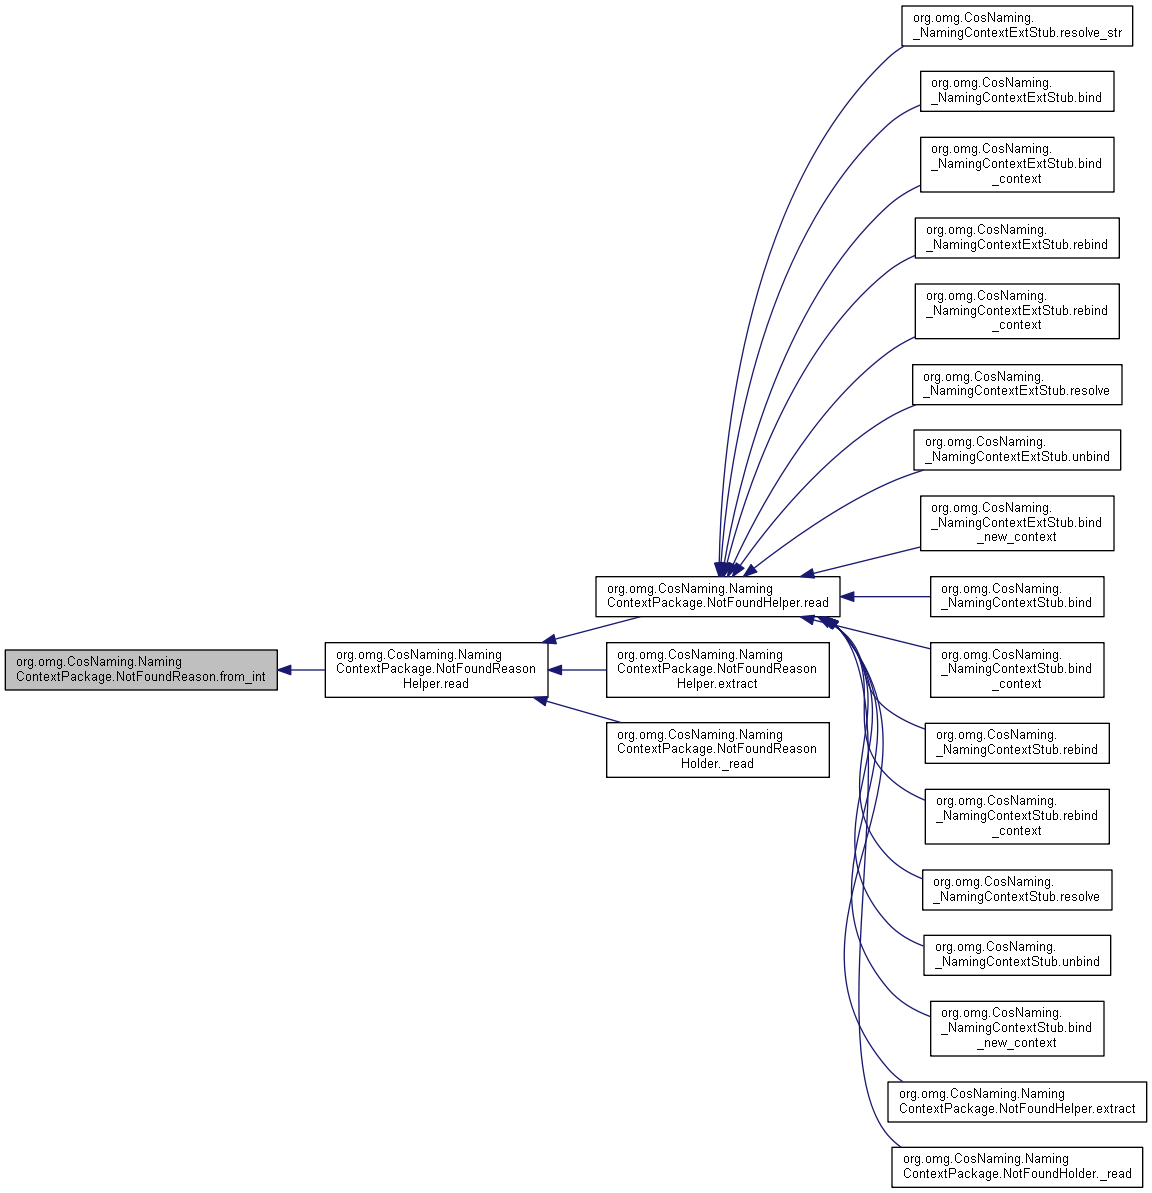 org.omg.CosNaming.
_NamingContextExtStub.resolve_str
org.omg.CosNaming.
_NamingContextExtStub.bind
org.omg.CosNaming.
_NamingContextExtStub.bind
_context
org.omg.CosNaming.
_NamingContextExtStub.rebind
org.omg.CosNaming.
_NamingContextExtStub.rebind
_context
org.omg.CosNaming.
_NamingContextExtStub.resolve
org.omg.CosNaming.
_NamingContextExtStub.unbind
org.omg.CosNaming.
_NamingContextExtStub.bind
_new_context
org.omg.CosNaming.Naming
ContextPackage.NotFoundHelper.read
org.omg.CosNaming.
_NamingContextStub.bind
org.omg.CosNaming.Naming
ContextPackage.NotFoundReason.from_int
org.omg.CosNaming.Naming
ContextPackage.NotFoundReason
Helper.read
org.omg.CosNaming.Naming
ContextPackage.NotFoundReason
Helper.extract
org.omg.CosNaming.
_NamingContextStub.bind
_context
org.omg.CosNaming.Naming
ContextPackage.NotFoundReason
Holder._read
org.omg.CosNaming.
_NamingContextStub.rebind
org.omg.CosNaming.
_NamingContextStub.rebind
_context
org.omg.CosNaming.
_NamingContextStub.resolve
org.omg.CosNaming.
_NamingContextStub.unbind
org.omg.CosNaming.
_NamingContextStub.bind
_new_context
org.omg.CosNaming.Naming
ContextPackage.NotFoundHelper.extract
org.omg.CosNaming.Naming
ContextPackage.NotFoundHolder._read